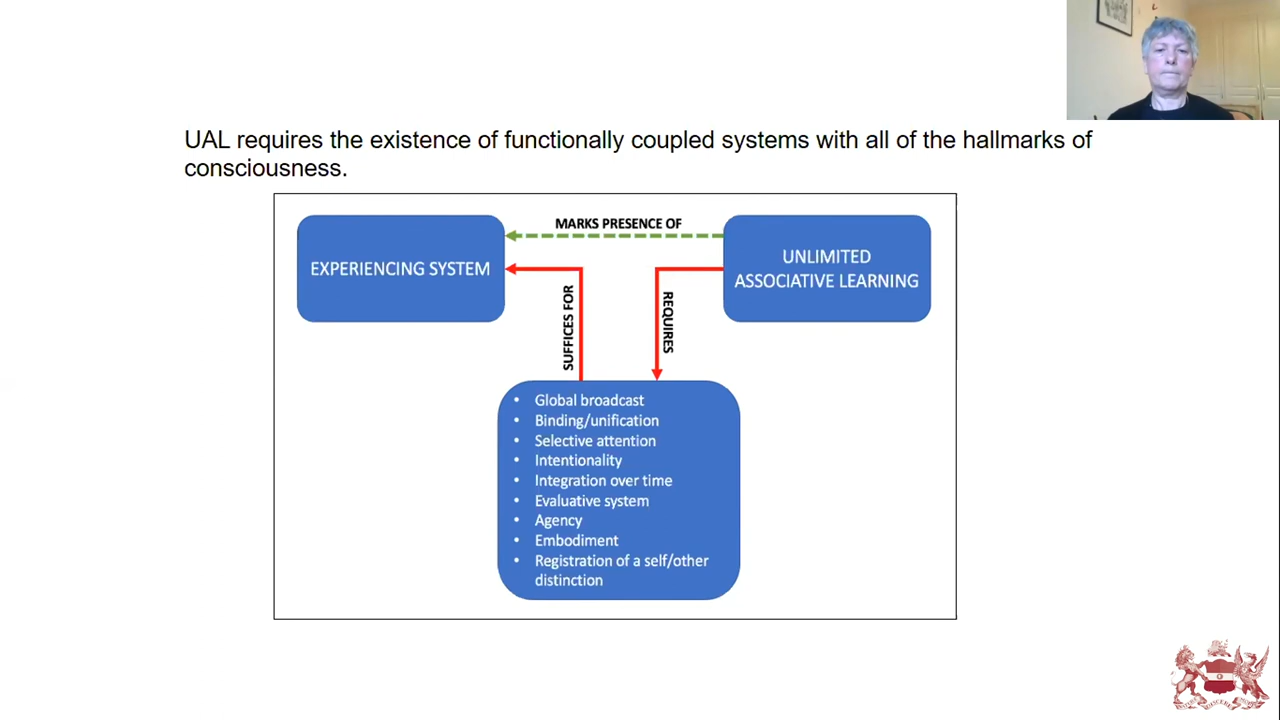 UAL requires the existence of functionally coupled systems with all of the hallmarks of
consciousness.
MARKS PRESENCE OF
EXPERIENCING SYSTEM
UNLIMITED
ASSOCIATIVE LEARNING
SUFFICES FOR
REQUIRES
• Global broadcast
• Binding/unification
• Selective attention
• Intentionality
• Integration over time
• Evaluative system
• Agency
• Embodiment
• Registration of a self/other
distinction